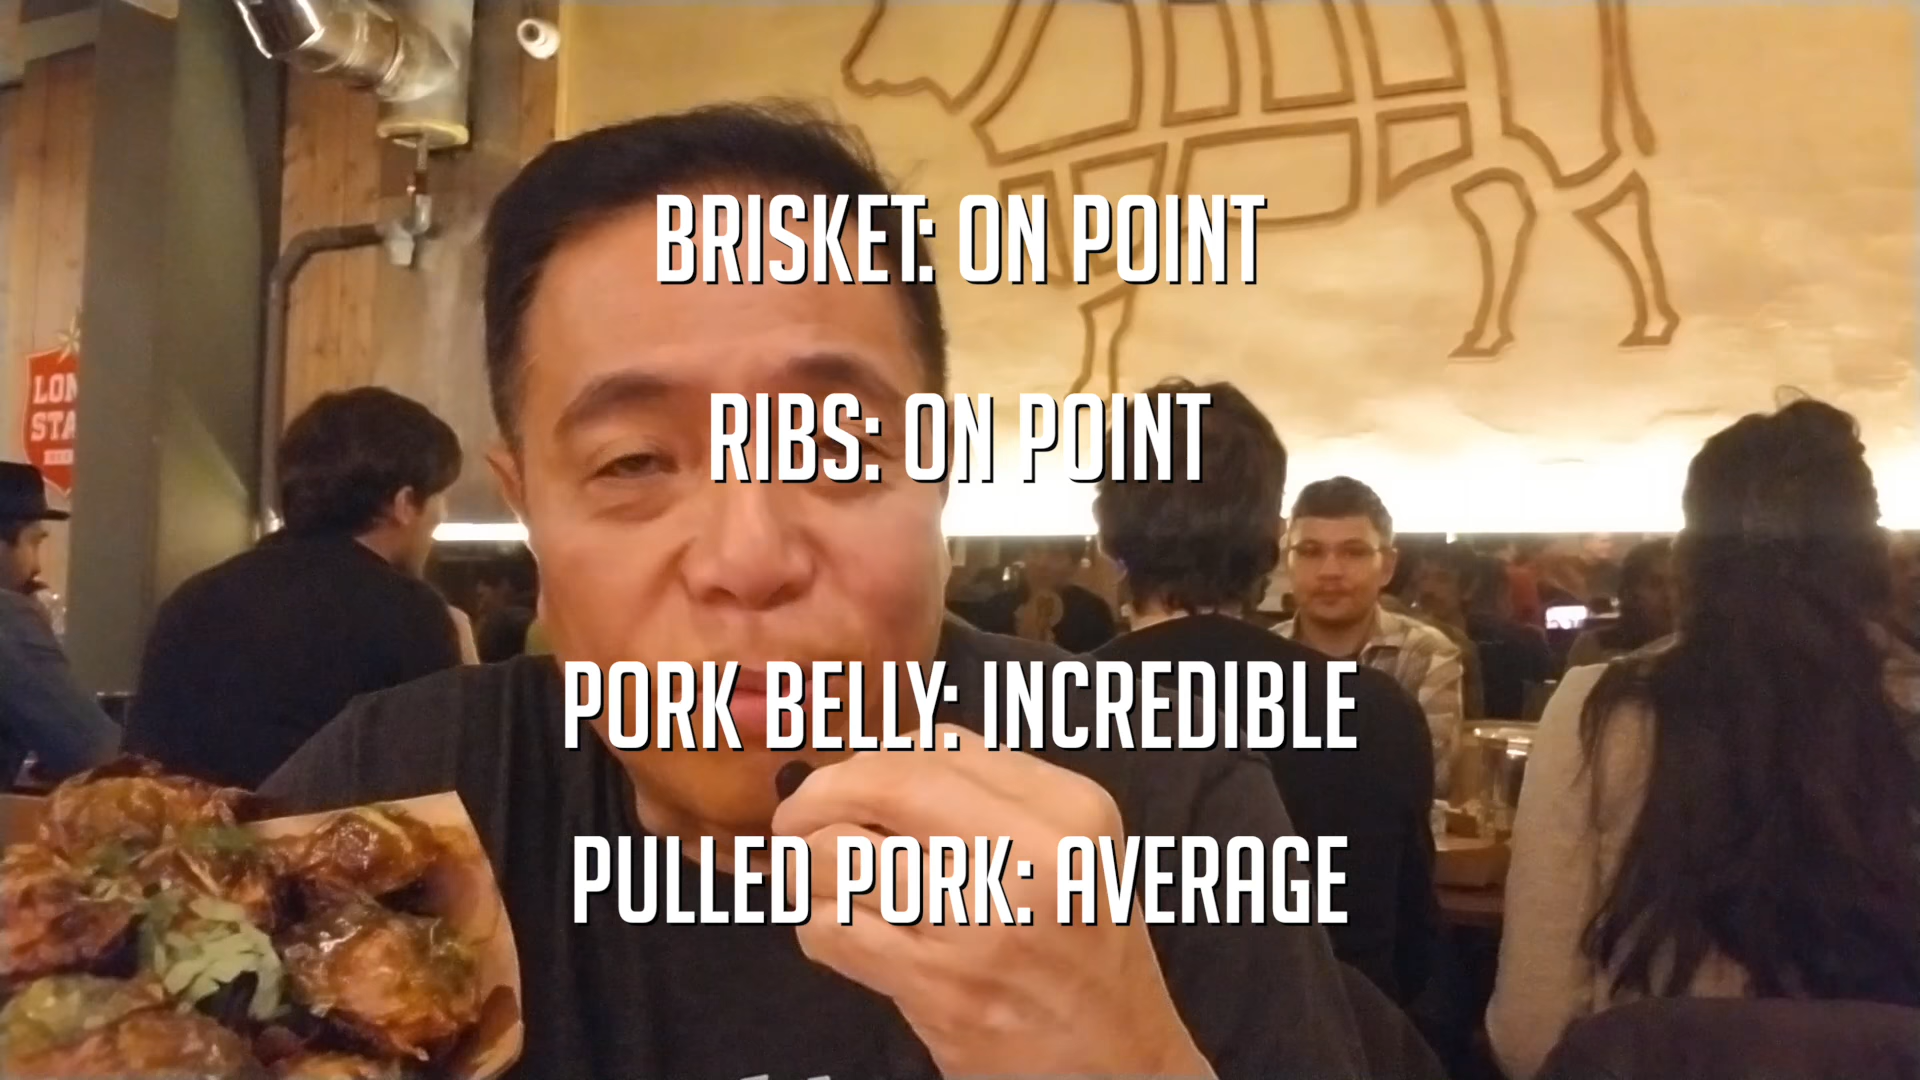 BRISKET: ON POINT
RIBS: ON POINT
PORK BELLY: INCREDIBLE
PULLED PORK: AVERAGE